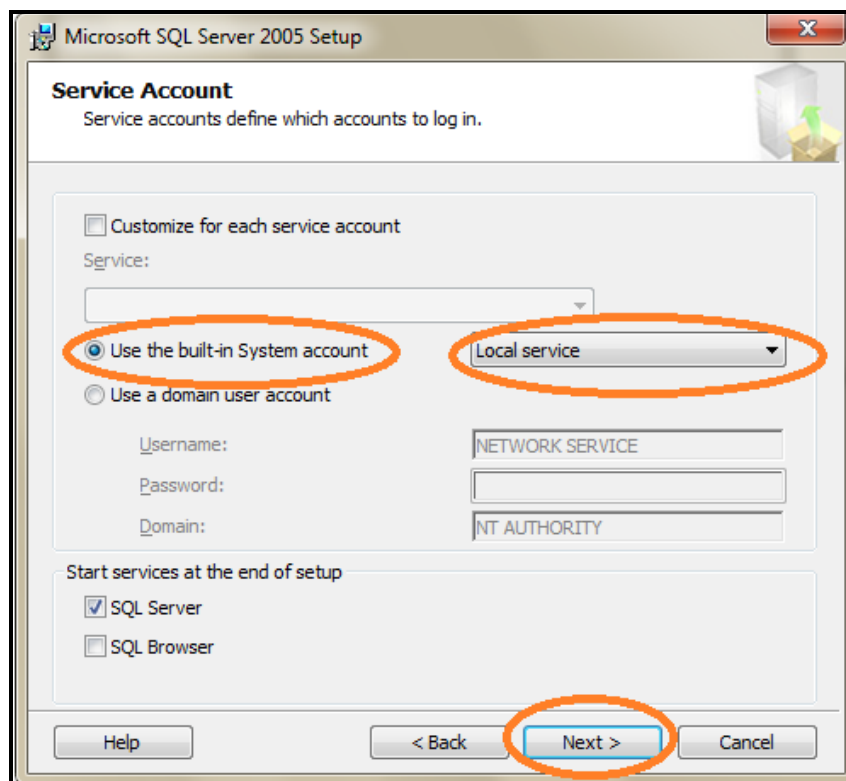 Microsoft SQL Server 2005 Setup
Service Account
Service accounts define which accounts to log in.
Customize for each service account
Service:
Use the built-in System account
Local service
Use a domain user account
Username:
NETWORK SERVICE
Password:
Domain:
NT AUTHORITY
Start services at the end of setup
SQL Server
SQL Browser
Help
< Back
Next >
Cancel